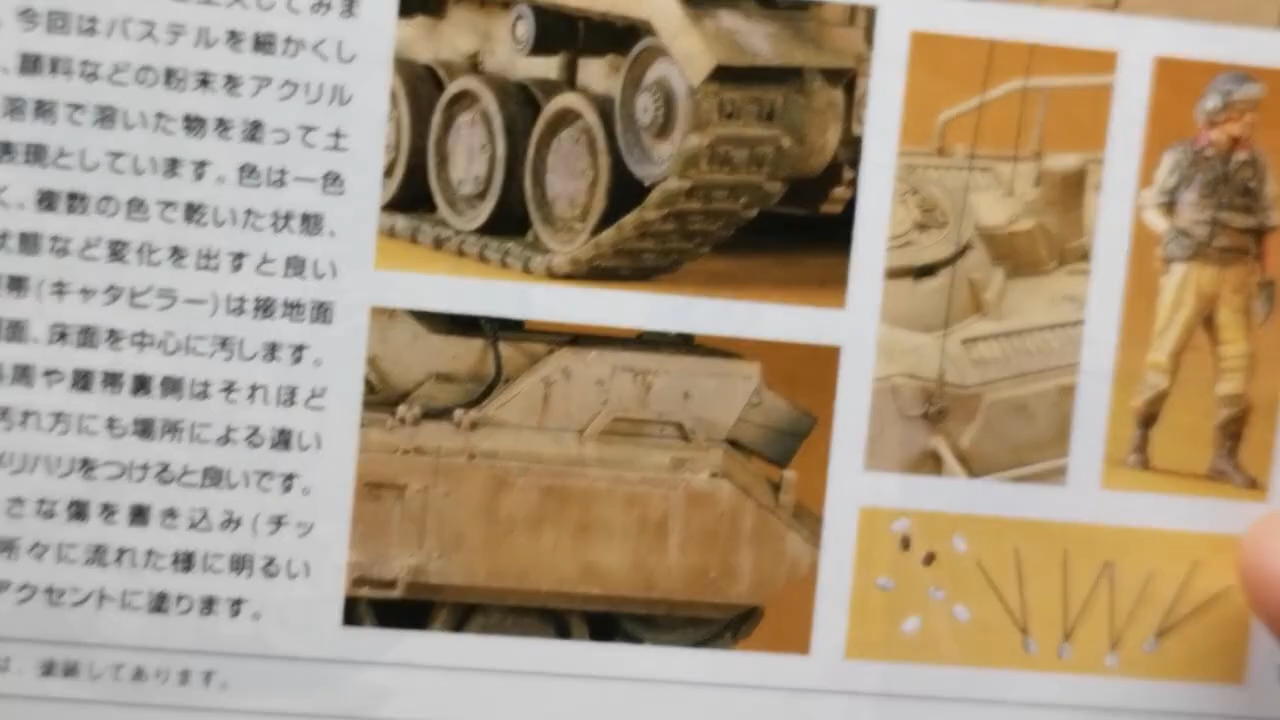 工夫してみま
今回はパステルを細かくし
、顔料などの粉末をアクリル
溶剤で溶いた物を塗って土
表現としています。色は一色
く、複数の色で乾いた状態、
状態など変化を出すと良い
帯(キャタピラー)は接地面
面、床面を中心に汚します。
周や履帯裏側はそれほど
汚れ方にも場所による違い
メリハリをつけると良いです。
さな傷を書き込み(チッ
所々に流れた様に明るい
アクセントに塗ります。
は、塗装してあります。